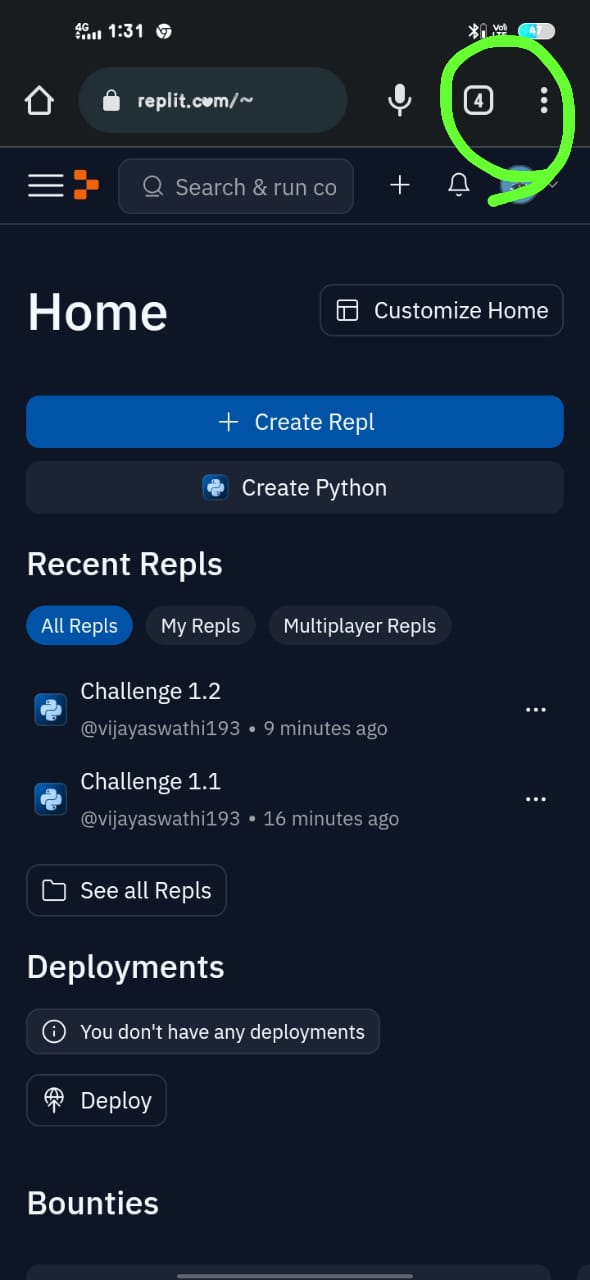 4G 1:31 Vo) LTE 47
replit.com/~ 4
Search & run co
Home
Customize Home
Create Repl
Create Python
Recent Repls
All Repls My Repls Multiplayer Repls
Challenge 1.2
@vijayaswathi193 • 9 minutes ago
Challenge 1.1
@vijayaswathi193 • 16 minutes ago
See all Repls
Deployments
You don't have any deployments
Deploy
Bounties